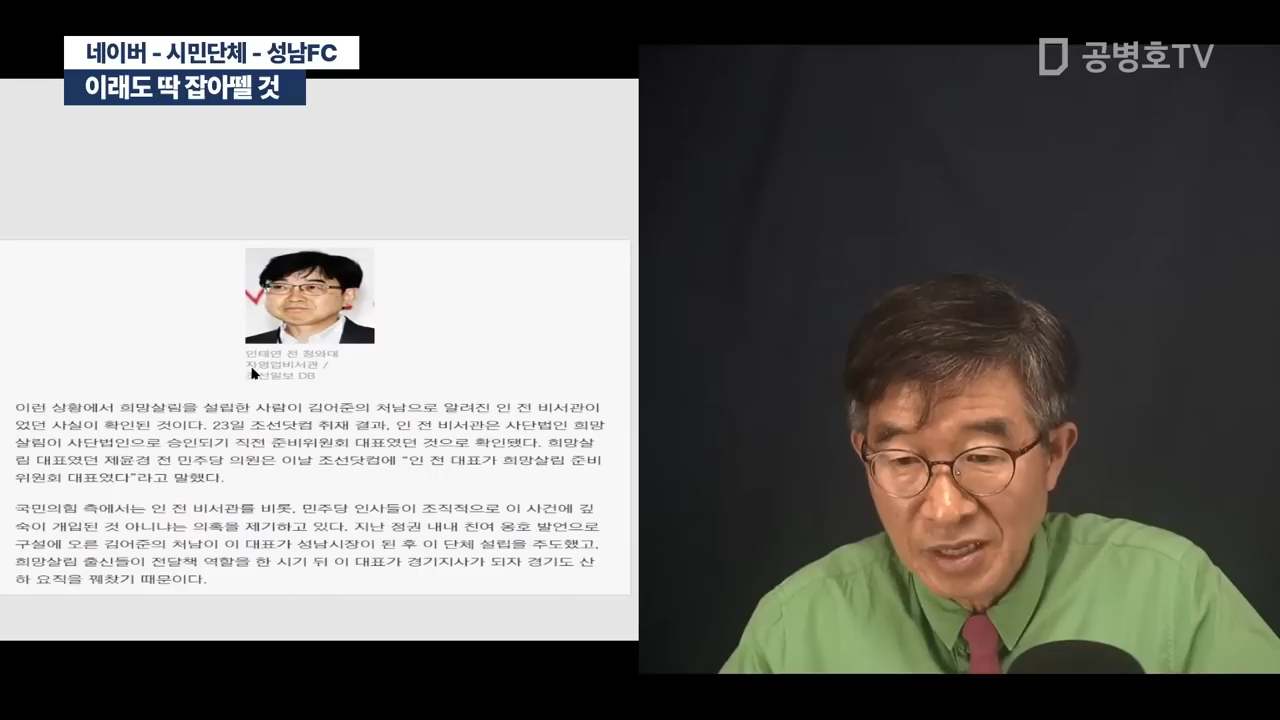 네이버 - 시민단체 - 성남FC
이래도 딱 잡아뗄 것
공병호TV
인태연 전 청와대
자영업비서관 /
조선일보 DB
이런 상황에서 희망살림을 설립한 사람이 김어준의 처남으로 알려진 인 전 비서관이
었던 사실이 확인된 것이다. 23일 조선닷컴 취재 결과, 인 전 비서관은 사단법인 희망
살림이 사단법인으로 승인되기 직전 준비위원회 대표였던 것으로 확인됐다. 희망살
림 대표였던 제윤경 전 민주당 의원은 이날 조선닷컴에 “인 전 대표가 희망살림 준비
위원회 대표였다”라고 말했다.
국민의힘 측에서는 인 전 비서관를 비롯, 민주당 인사들이 조직적으로 이 사건에 깊
숙이 개입된 것 아니냐는 의혹을 제기하고 있다. 지난 정권 내내 친여 옹호 발언으로
구설에 오른 김어준의 처남이 이 대표가 성남시장이 된 후 이 단체 설립을 주도했고,
희망살림 출신들이 전달책 역할을 한 시기 뒤 이 대표가 경기지사가 되자 경기도 산
하 요직을 꿰찼기 때문이다.